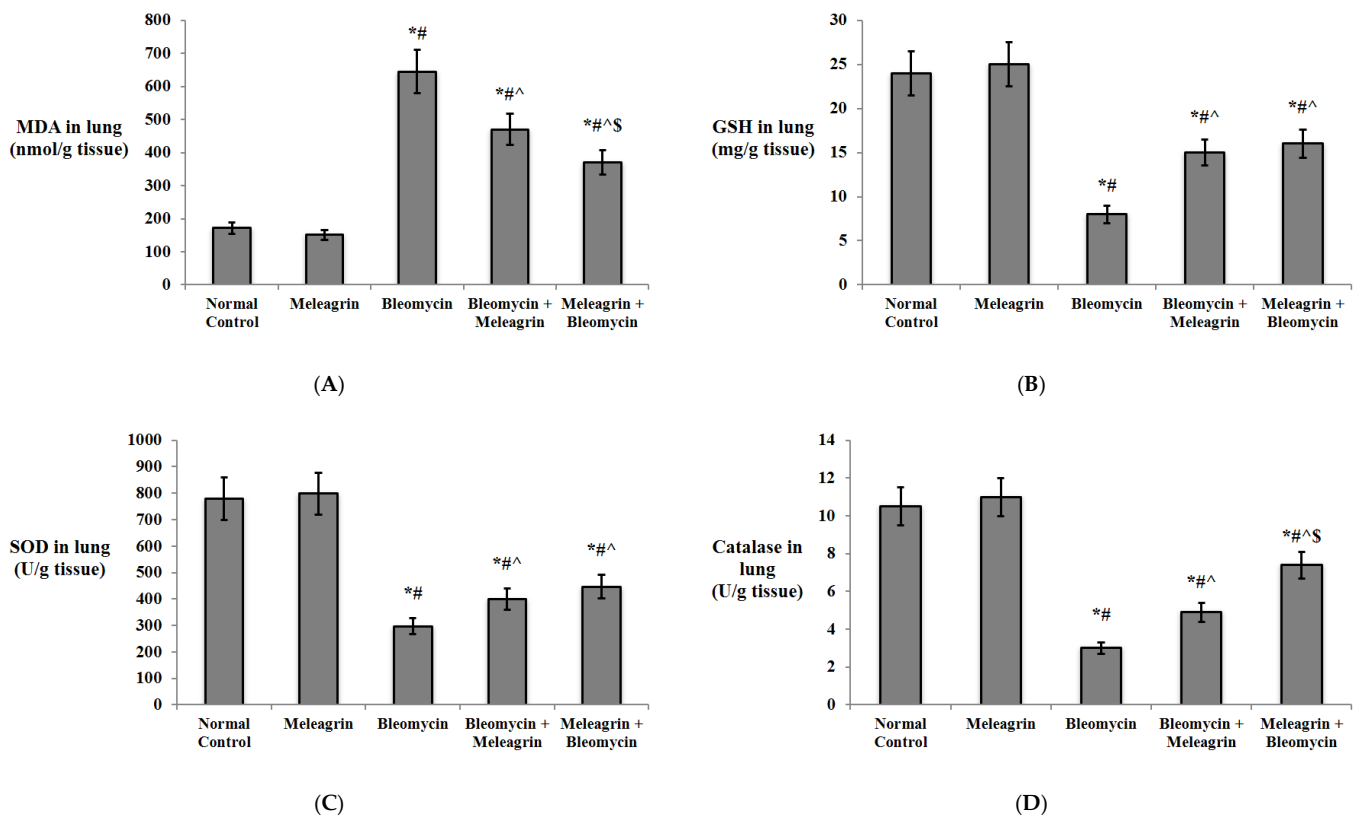 MDA in lung
(nmol/g tissue)
800
700
600
500
400
300
200
100
0
*#
*#^
*#^$
Normal
Control
Meleagrin
Bleomycin
Bleomycin +
Meleagrin
Meleagrin +
Bleomycin
(A)
GSH in lung
(mg/g tissue)
30
25
20
15
10
5
0
*#
*#^
*#^
Normal
Control
Meleagrin
Bleomycin
Bleomycin +
Meleagrin
Meleagrin +
Bleomycin
(B)
SOD in lung
(U/g tissue)
1000
900
800
700
600
500
400
300
200
100
0
*#
*#^
*#^
Normal
Control
Meleagrin
Bleomycin
Bleomycin +
Meleagrin
Meleagrin +
Bleomycin
(C)
Catalase in
lung
(U/g tissue)
14
12
10
8
6
4
2
0
*#
*#^
*#^$
Normal
Control
Meleagrin
Bleomycin
Bleomycin +
Meleagrin
Meleagrin +
Bleomycin
(D)